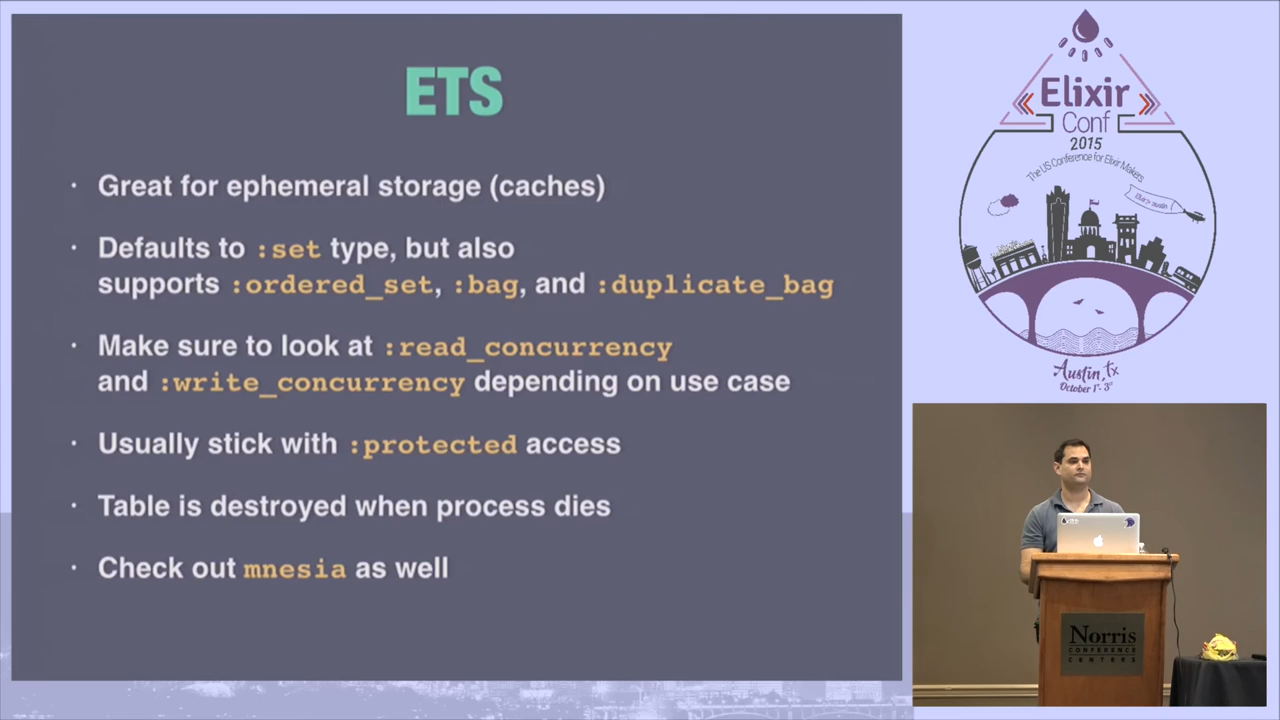 ETS
· Great for ephemeral storage (caches)
· Defaults to :set type, but also
supports :ordered_set, :bag, and :duplicate_bag
· Make sure to look at :read_concurrency
and :write_concurrency depending on use case
· Usually stick with :protected access
· Table is destroyed when process dies
· Check out mnesia as well
Elixir
Conf
2015
The US Conference for Elixir Makers
Austin, Tx
October 1st - 3rd
Norris
CONFERENCE
CENTERS